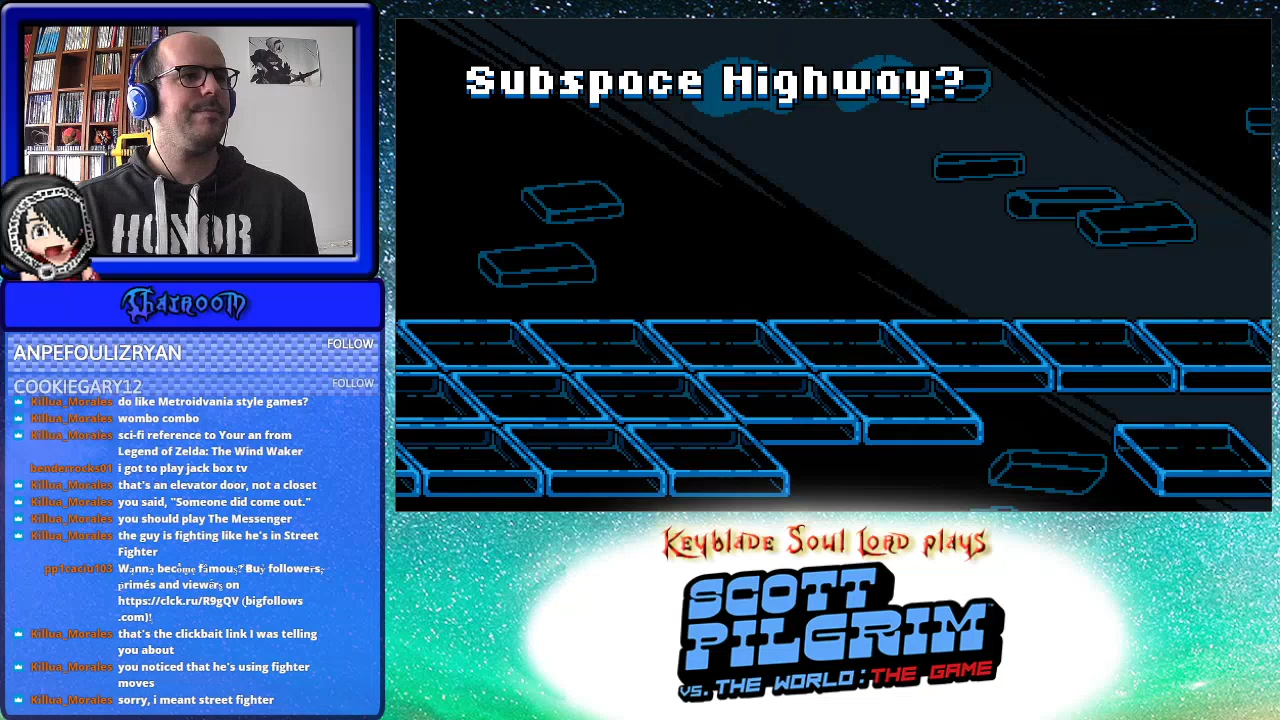 Subspace Highway?
HONOR
Chatroom
ANPEFOULIZRYAN
FOLLOW
COOKIEGARY12
FOLLOW
Killua_Morales do like Metroidvania style games?
Killua_Morales wombo combo
Killua_Morales sci-fi reference to Your an from
Legend of Zelda: The Wind Waker
benderrocks01 i got to play jack box tv
Killua_Morales that's an elevator door, not a closet
Killua_Morales you said, "Someone did come out."
Killua_Morales you should play The Messenger
Killua_Morales the guy is fighting like he's in Street
Fighter
pp1caciu103 Wanna become famous? Buy followers,
primés and viewers on
https://clck.ru/R9gQV (bigfollows
.com)!
Killua_Morales that's the clickbait link I was telling
you about
Killua_Morales you noticed that he's using fighter
moves
Killua_Morales sorry, i meant street fighter
Keyblade Soul Lord plays
SCOTT
PILGRIM™
VS. THE WORLD: THE GAME